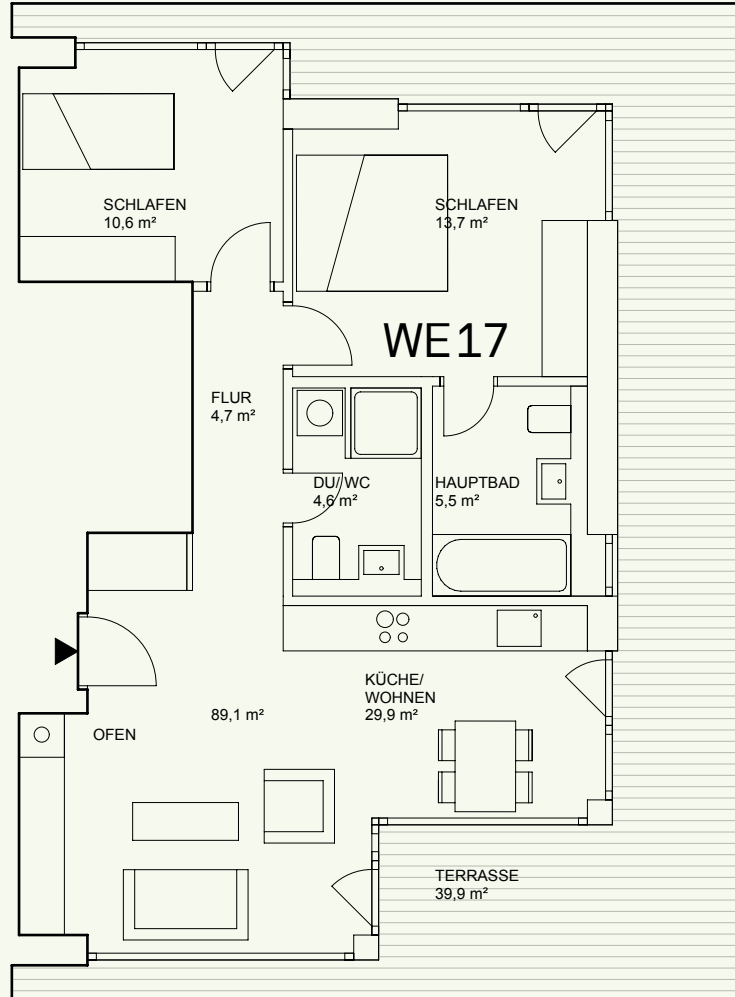 SCHLAFEN
10,6 m²
SCHLAFEN
13,7 m²
WE 17
FLUR
4,7 m²
DU/WC
4,6 m²
HAUPTBAD
5,5 m²
KÜCHE/
WOHNEN
29,9 m²
89,1 m²
OFEN
TERRASSE
39,9 m²